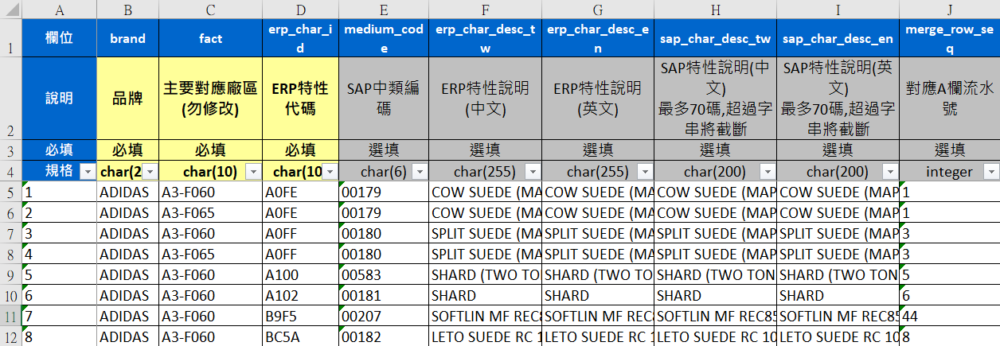 A B C D E F G H I J
1 欄位 brand fact erp_char_i medium_cod erp_char_desc_t erp_char_desc_e sap_char_desc_tw sap_char_desc_en merge_row_se
d e w n q
2 說明 品牌 主要對應廠區 ERP特性 SAP中類編 ERP特性說明 ERP特性說明 SAP特性說明(中 SAP特性說明(英 對應A欄流水
(勿修改) 代碼 碼 (中文) (英文) 文) 文) 號
最多70碼,超過字 最多70碼,超過字
串將截斷 串將截斷
3 必填 必填 必填 必填 選填 選填 選填 選填 選填 選填
4 規格 char(2 char(10) char(10 char(6) char(255) char(255) char(200) char(200) integer
5 1 ADIDAS A3-F060 A0FE 00179 COW SUEDE (MA COW SUEDE (MA COW SUEDE (MAP COW SUEDE (MAP 1
6 2 ADIDAS A3-F065 A0FE 00179 COW SUEDE (MA COW SUEDE (MA COW SUEDE (MAP COW SUEDE (MAP 1
7 3 ADIDAS A3-F060 A0FF 00180 SPLIT SUEDE (MA SPLIT SUEDE (MA SPLIT SUEDE (MAP SPLIT SUEDE (MAP 3
8 4 ADIDAS A3-F065 A0FF 00180 SPLIT SUEDE (MA SPLIT SUEDE (MA SPLIT SUEDE (MAP SPLIT SUEDE (MAP 3
9 5 ADIDAS A3-F060 A100 00583 SHARD (TWO TO SHARD (TWO TO SHARD (TWO TON SHARD (TWO TON 5
10 6 ADIDAS A3-F060 A102 00181 SHARD SHARD SHARD SHARD 6
11 7 ADIDAS A3-F060 B9F5 00207 SOFTLIN MF REC8 SOFTLIN MF REC8 SOFTLIN MF REC85 SOFTLIN MF REC85 44
12 8 ADIDAS A3-F060 BC5A 00182 LETO SUEDE RC 1 LETO SUEDE RC 1 LETO SUEDE RC 10 LETO SUEDE RC 10 8